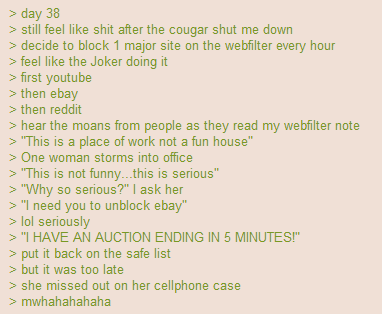 > day 38
> still feel like shit after the cougar shut me down
> decide to block 1 major site on the webfilter every hour
> feel like the Joker doing it
> first youtube
> then ebay
> then reddit
> hear the moans from people as they read my webfilter note
> "This is a place of work not a fun house"
> One woman storms into office
> "This is not funny...this is serious"
> "Why so serious?" I ask her
> "I need you to unblock ebay"
> lol seriously
> "I HAVE AN AUCTION ENDING IN 5 MINUTES!"
> put it back on the safe list
> but it was too late
> she missed out on her cellphone case
> mwhahahahaha